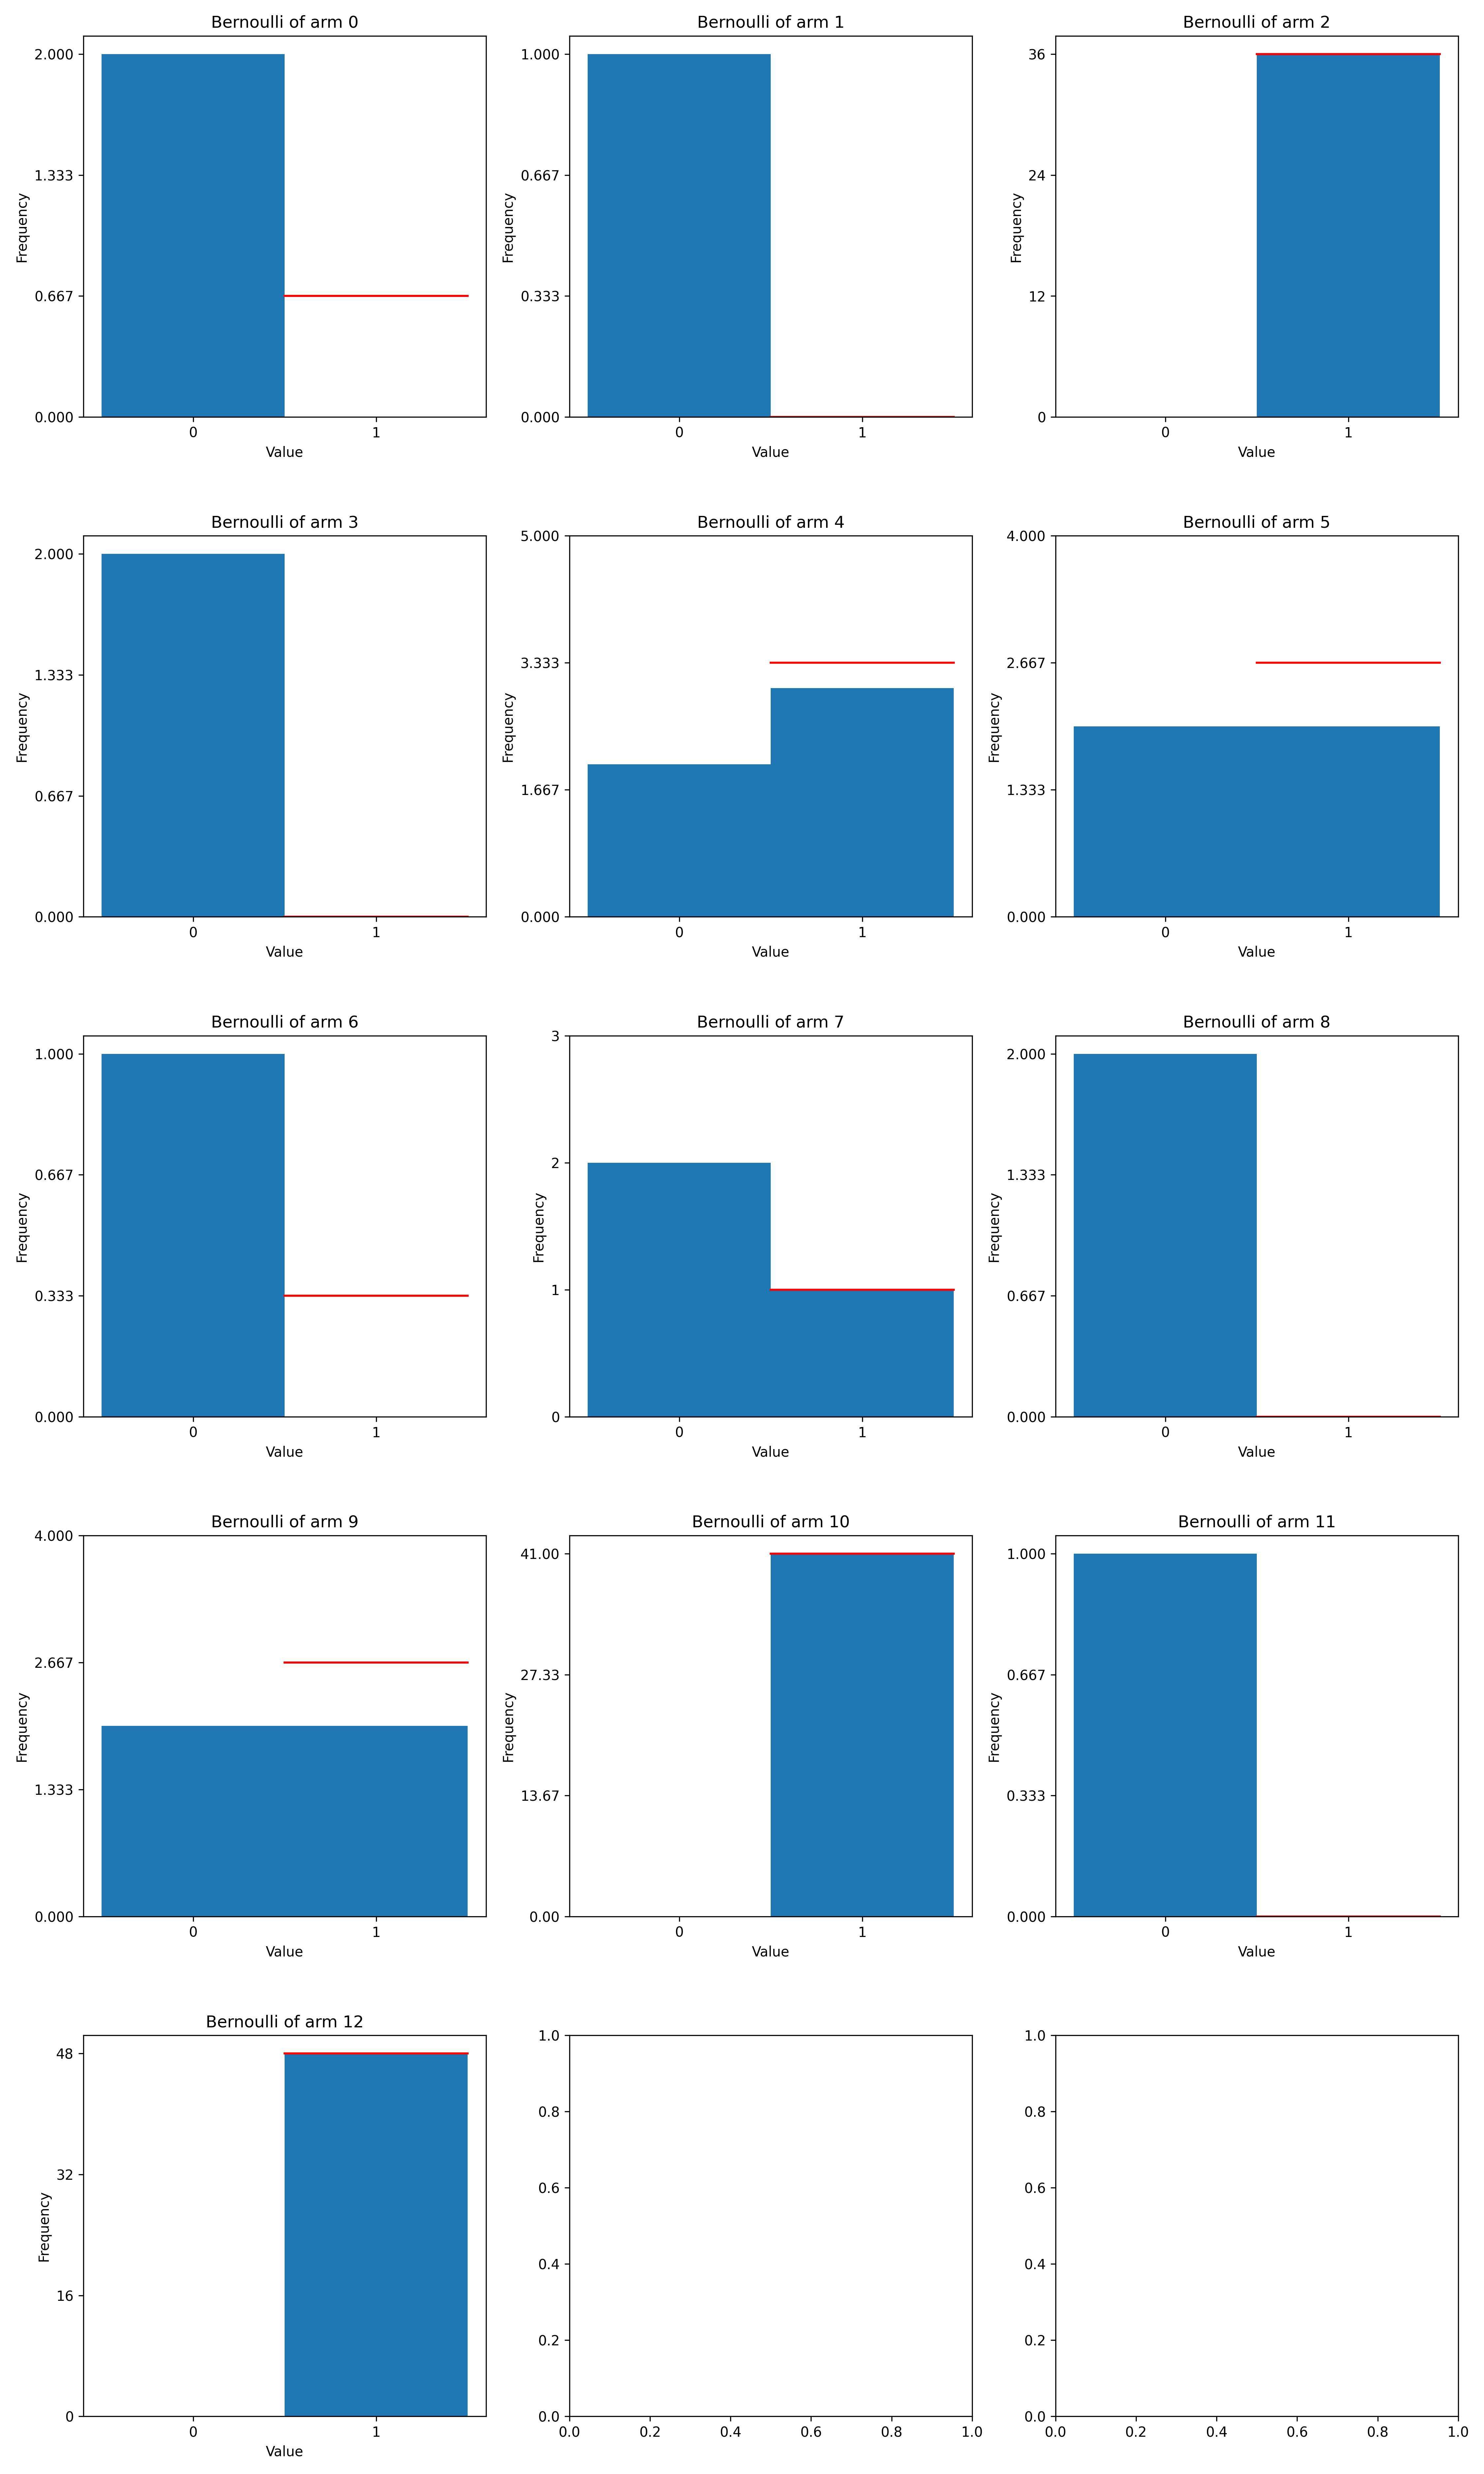 Bernoulli of arm 0
2.000
1.333
0.667
0.000
Frequency
0 1
Value
Bernoulli of arm 1
1.000
0.667
0.333
0.000
Frequency
0 1
Value
Bernoulli of arm 2
36
24
12
0
Frequency
0 1
Value
Bernoulli of arm 3
2.000
1.333
0.667
0.000
Frequency
0 1
Value
Bernoulli of arm 4
5.000
3.333
1.667
0.000
Frequency
0 1
Value
Bernoulli of arm 5
4.000
2.667
1.333
0.000
Frequency
0 1
Value
Bernoulli of arm 6
1.000
0.667
0.333
0.000
Frequency
0 1
Value
Bernoulli of arm 7
3
2
1
0
Frequency
0 1
Value
Bernoulli of arm 8
2.000
1.333
0.667
0.000
Frequency
0 1
Value
Bernoulli of arm 9
4.000
2.667
1.333
0.000
Frequency
0 1
Value
Bernoulli of arm 10
41.00
27.33
13.67
0.00
Frequency
0 1
Value
Bernoulli of arm 11
1.000
0.667
0.333
0.000
Frequency
0 1
Value
Bernoulli of arm 12
48
32
16
0
Frequency
0 1
Value
1.0
0.8
0.6
0.4
0.2
0.0
0.0 0.2 0.4 0.6 0.8 1.0
1.0
0.8
0.6
0.4
0.2
0.0
0.0 0.2 0.4 0.6 0.8 1.0